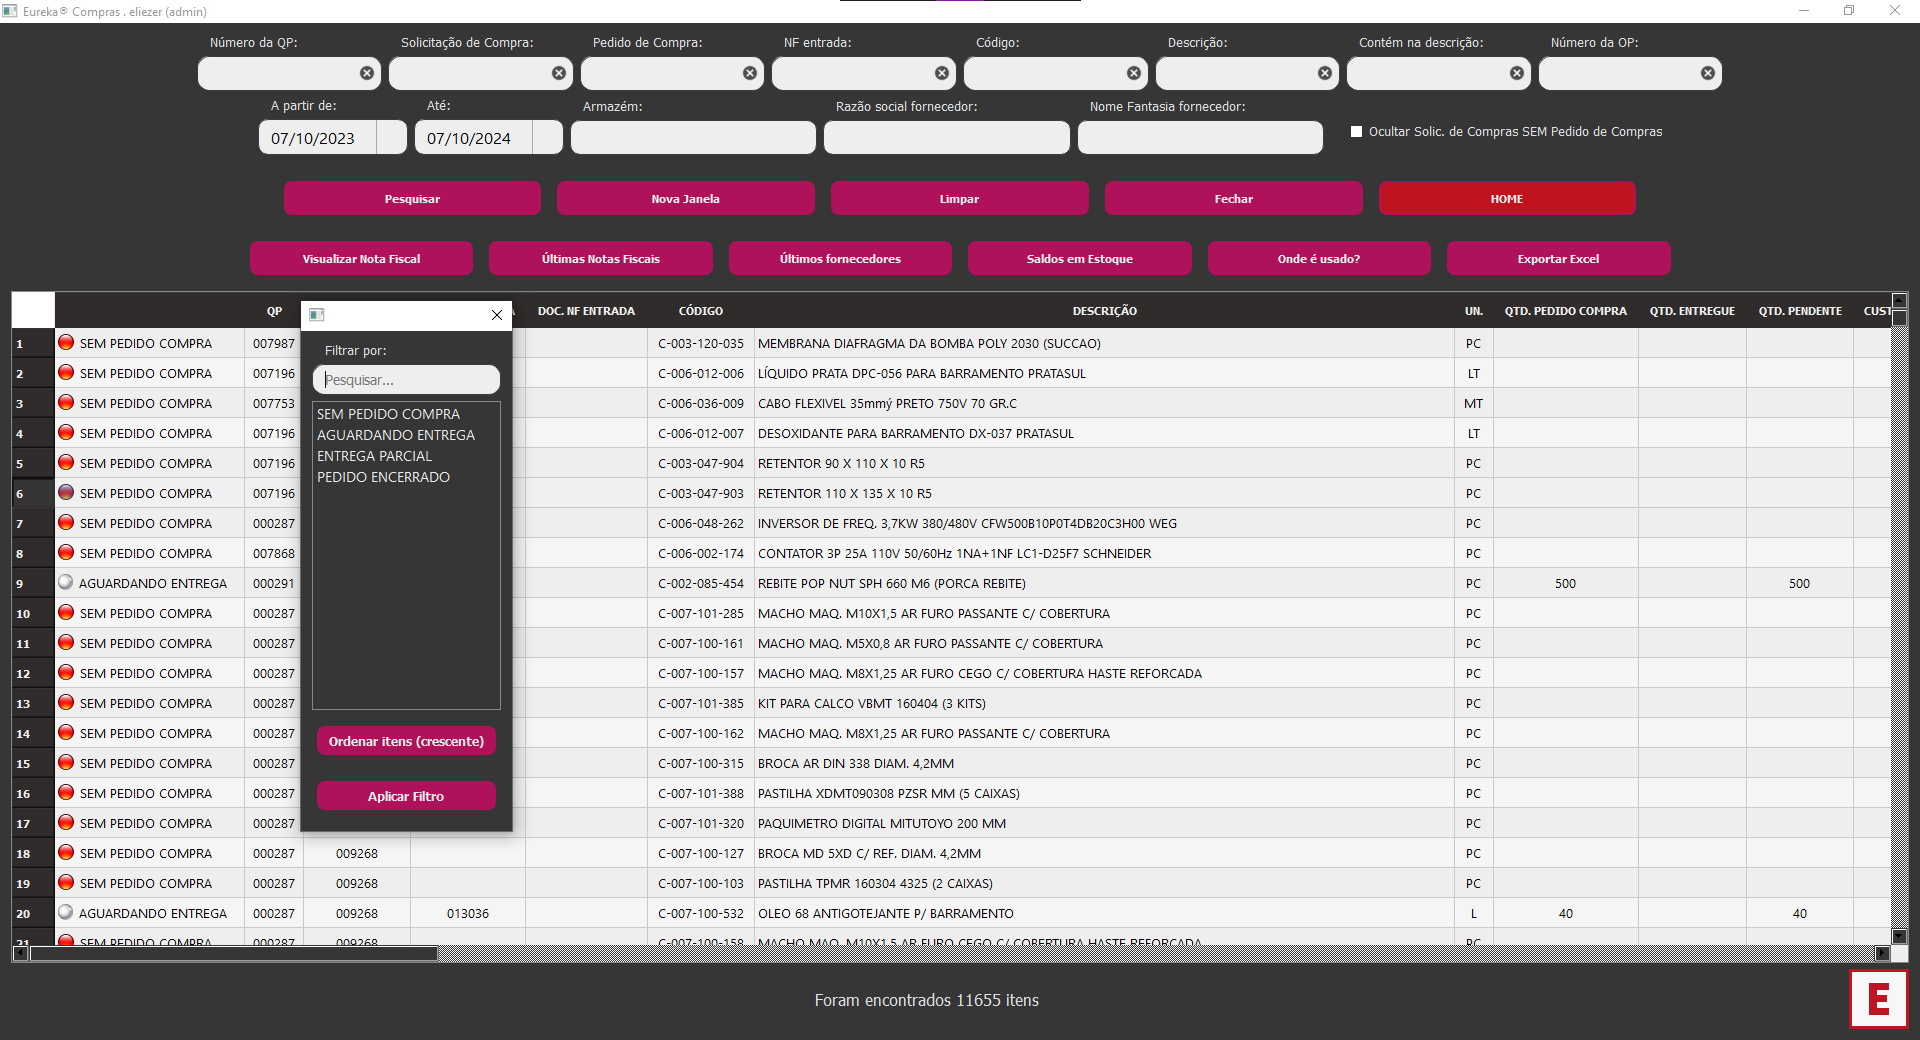 Eureka® Compras . eliezer (admin)
Número da QP: Solicitação de Compra: Pedido de Compra: NF entrada: Código: Descrição: Contém na descrição: Número da OP:
A partir de: Até: Armazém: Razão social fornecedor: Nome Fantasia fornecedor:
07/10/2023 07/10/2024 Ocultar Solic. de Compras SEM Pedido de Compras
Pesquisar Nova Janela Limpar Fechar HOME
Visualizar Nota Fiscal Últimas Notas Fiscais Últimos fornecedores Saldos em Estoque Onde é usado? Exportar Excel
QP DOC. NF ENTRADA CÓDIGO DESCRIÇÃO UN. QTD. PEDIDO COMPRA QTD. ENTREGUE QTD. PENDENTE CUST
1 SEM PEDIDO COMPRA 007987 C-003-120-035 MEMBRANA DIAFRAGMA DA BOMBA POLY 2030 (SUCCAO) PC
2 SEM PEDIDO COMPRA 007196 C-006-012-006 LÍQUIDO PRATA DPC-056 PARA BARRAMENTO PRATASUL LT
3 SEM PEDIDO COMPRA 007753 C-006-036-009 CABO FLEXIVEL 35mmý PRETO 750V 70 GR.C MT
4 SEM PEDIDO COMPRA 007196 C-006-012-007 DESOXIDANTE PARA BARRAMENTO DX-037 PRATASUL LT
5 SEM PEDIDO COMPRA 007196 C-003-047-904 RETENTOR 90 X 110 X 10 R5 PC
6 SEM PEDIDO COMPRA 007196 C-003-047-903 RETENTOR 110 X 135 X 10 R5 PC
7 SEM PEDIDO COMPRA 000287 C-006-048-262 INVERSOR DE FREQ. 3,7KW 380/480V CFW500B10P0T4DB20C3H00 WEG PC
8 SEM PEDIDO COMPRA 007868 C-006-002-174 CONTATOR 3P 25A 110V 50/60Hz 1NA+1NF LC1-D25F7 SCHNEIDER PC
9 AGUARDANDO ENTREGA 000291 C-002-085-454 REBITE POP NUT SPH 660 M6 (PORCA REBITE) PC 500 500
10 SEM PEDIDO COMPRA 000287 C-007-101-285 MACHO MAQ. M10X1,5 AR FURO PASSANTE C/ COBERTURA PC
11 SEM PEDIDO COMPRA 000287 C-007-100-161 MACHO MAQ. M5X0,8 AR FURO PASSANTE C/ COBERTURA PC
12 SEM PEDIDO COMPRA 000287 C-007-100-157 MACHO MAQ. M8X1,25 AR FURO CEGO C/ COBERTURA HASTE REFORCADA PC
13 SEM PEDIDO COMPRA 000287 C-007-101-385 KIT PARA CALCO VBMT 160404 (3 KITS) PC
14 SEM PEDIDO COMPRA 000287 C-007-100-162 MACHO MAQ. M8X1,25 AR FURO PASSANTE C/ COBERTURA PC
15 SEM PEDIDO COMPRA 000287 C-007-100-315 BROCA AR DIN 338 DIAM. 4,2MM PC
16 SEM PEDIDO COMPRA 000287 C-007-101-388 PASTILHA XDMT090308 PZSR MM (5 CAIXAS) PC
17 SEM PEDIDO COMPRA 000287 C-007-101-320 PAQUIMETRO DIGITAL MITUTOYO 200 MM PC
18 SEM PEDIDO COMPRA 000287 009268 C-007-100-127 BROCA MD 5XD C/ REF. DIAM. 4,2MM PC
19 SEM PEDIDO COMPRA 000287 009268 C-007-100-103 PASTILHA TPMR 160304 4325 (2 CAIXAS) PC
20 AGUARDANDO ENTREGA 000287 009268 013036 C-007-100-532 OLEO 68 ANTIGOTEJANTE P/ BARRAMENTO L 40 40
21 SEM PEDIDO COMPRA 000287 009268 C-007-100-158 MACHO MAQ. M10X1,5 AR FURO CEGO C/ COBERTURA HASTE REFORCADA PC
Filtrar por:
Pesquisar...
SEM PEDIDO COMPRA
AGUARDANDO ENTREGA
ENTREGA PARCIAL
PEDIDO ENCERRADO
Ordenar itens (crescente)
Aplicar Filtro
Foram encontrados 11655 itens
E